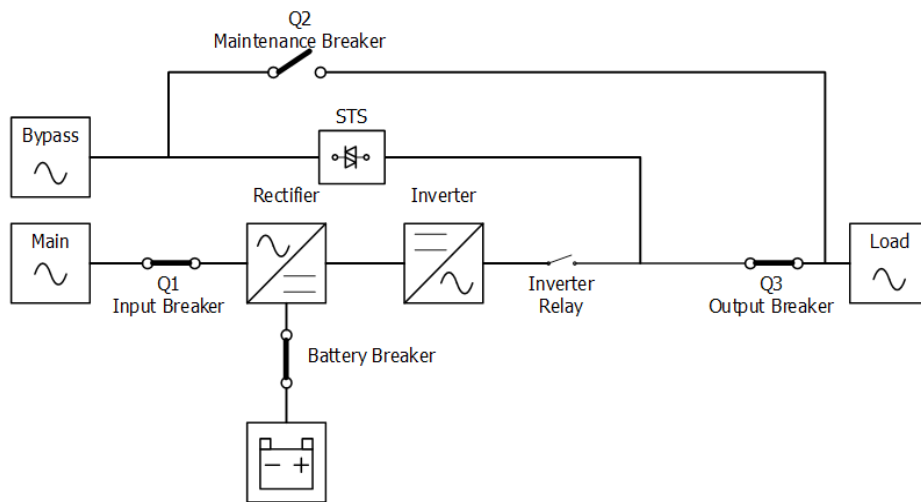 Q2
Maintenance Breaker
STS
Bypass
Rectifier
Inverter
Main
Load
Q1
Input Breaker
Inverter
Relay
Q3
Output Breaker
Battery Breaker
− +